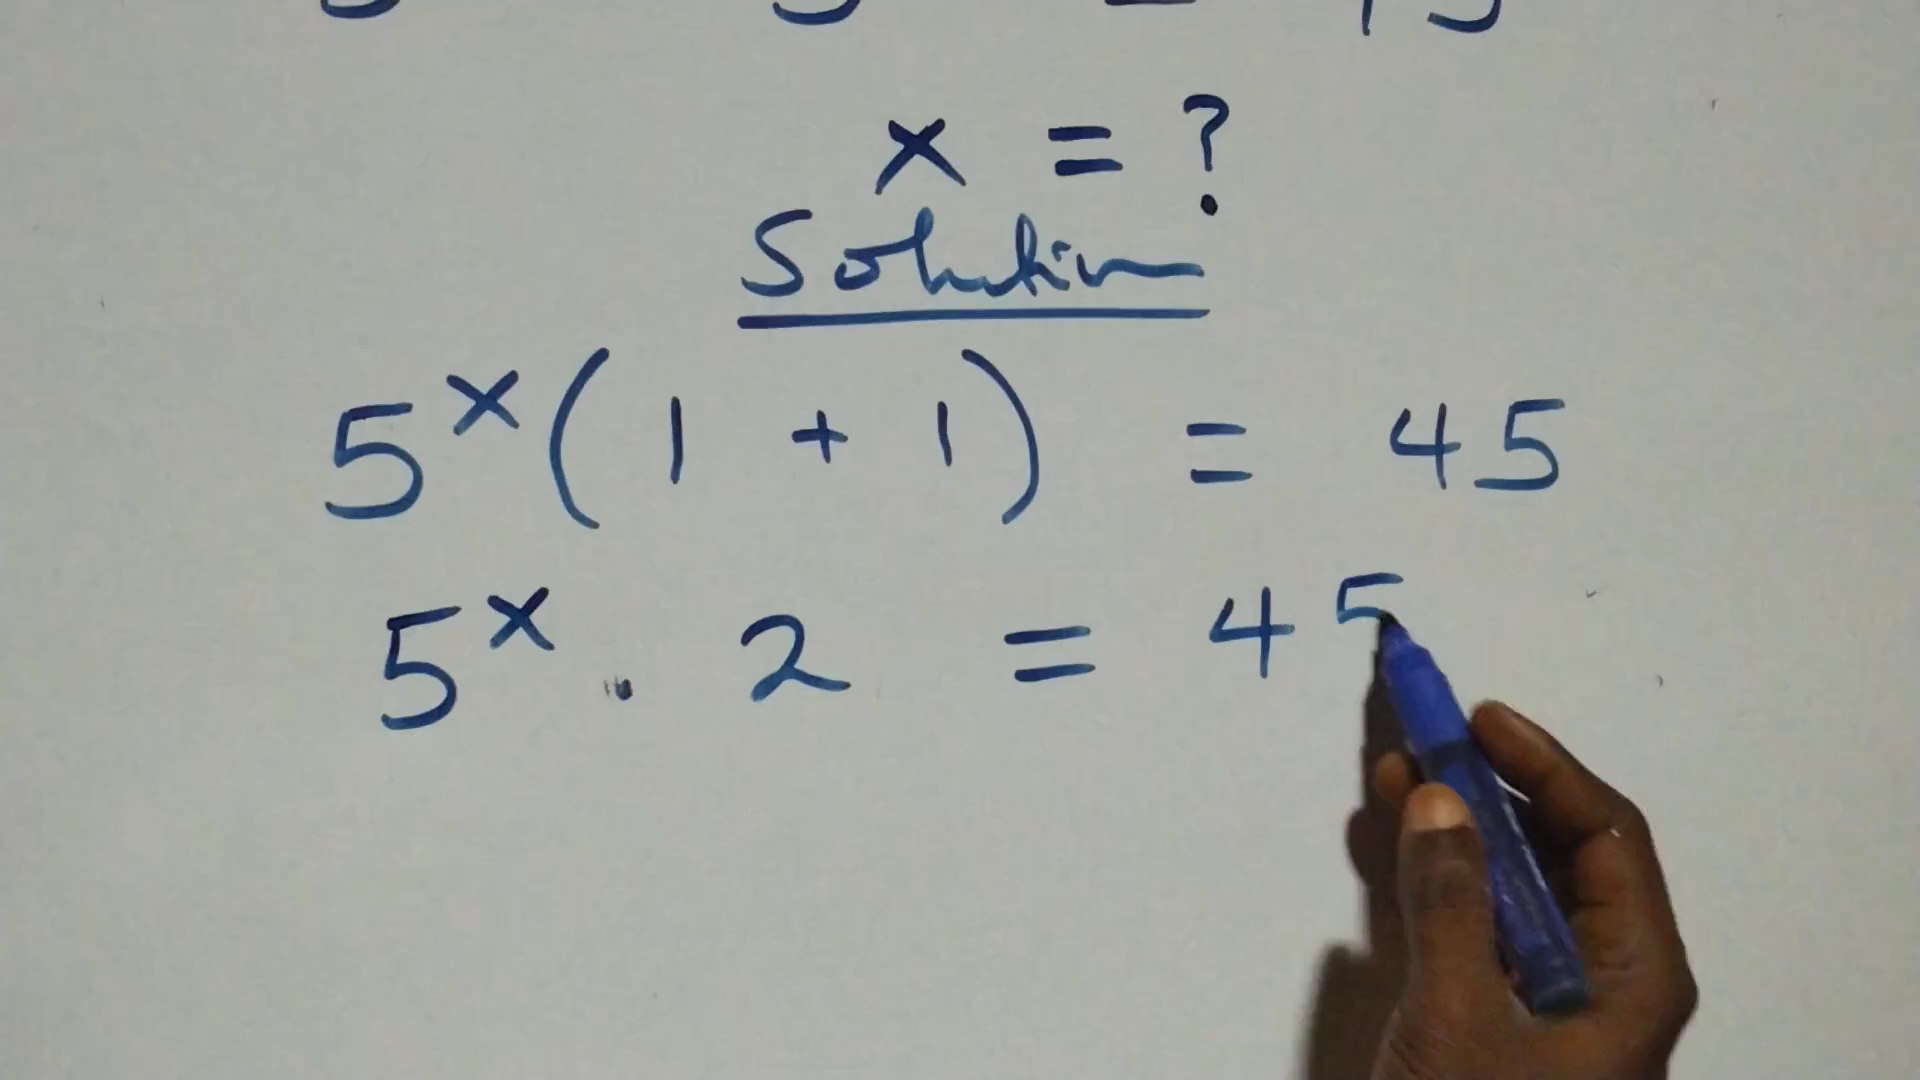 x = ?
Solution
5ˣ(1 + 1) = 45
5ˣ . 2 = 45